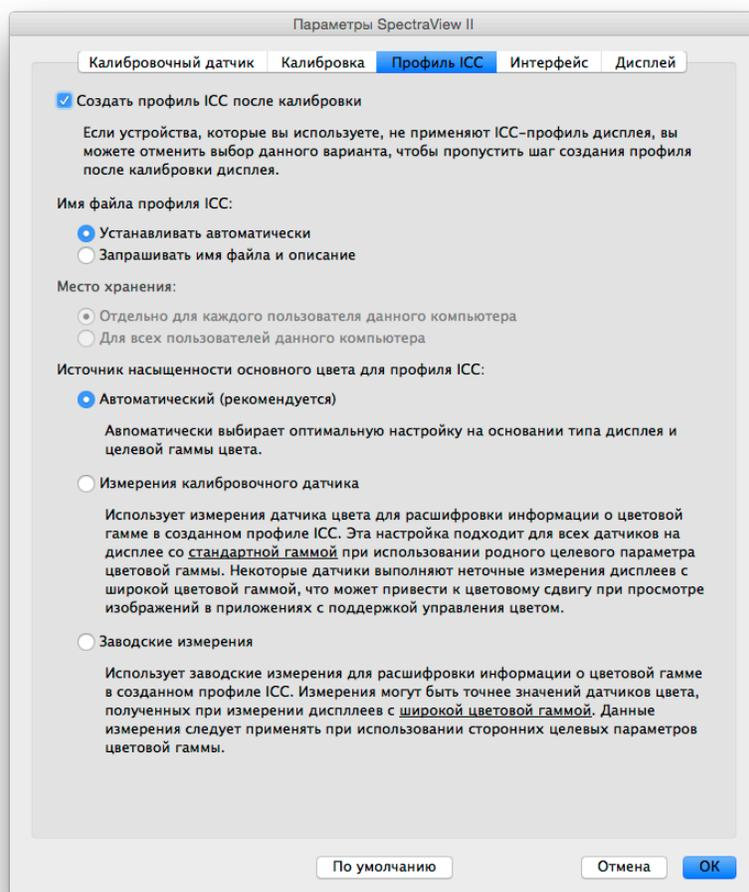 Параметры SpectraView II
Калибровочный датчик Калибровка Профиль ICC Интерфейс Дисплей
Создать профиль ICC после калибровки
Если устройства, которые вы используете, не применяют ICC-профиль дисплея, вы
можете отменить выбор данного варианта, чтобы пропустить шаг создания профиля
после калибровки дисплея.
Имя файла профиля ICC:
Устанавливать автоматически
Запрашивать имя файла и описание
Место хранения:
Отдельно для каждого пользователя данного компьютера
Для всех пользователей данного компьютера
Источник насыщенности основного цвета для профиля ICC:
Автоматический (рекомендуется)
Авпоматически выбирает оптимальную настройку на основании типа дисплея и
целевой гаммы цвета.
Измерения калибровочного датчика
Использует измерения датчика цвета для расшифровки информации о цветовой
гамме в созданном профиле ICC. Эта настройка подходит для всех датчиков на
дисплее со стандартной гаммой при использовании родного целевого параметра
цветовой гаммы. Некоторые датчики выполняют неточные измерения дисплеев с
широкой цветовой гаммой, что может привести к цветовому сдвигу при просмотре
изображений в приложениях с поддержкой управления цветом.
Заводские измерения
Использует заводские измерения для расшифровки информации о цветовой гамме
в созданном профиле ICC. Измерения могут быть точнее значений датчиков цвета,
полученных при измерении диспллеев с широкой цветовой гаммой. Данные
измерения следует применять при использовании сторонних целевых параметров
цветовой гаммы.
По умолчанию Отмена OK